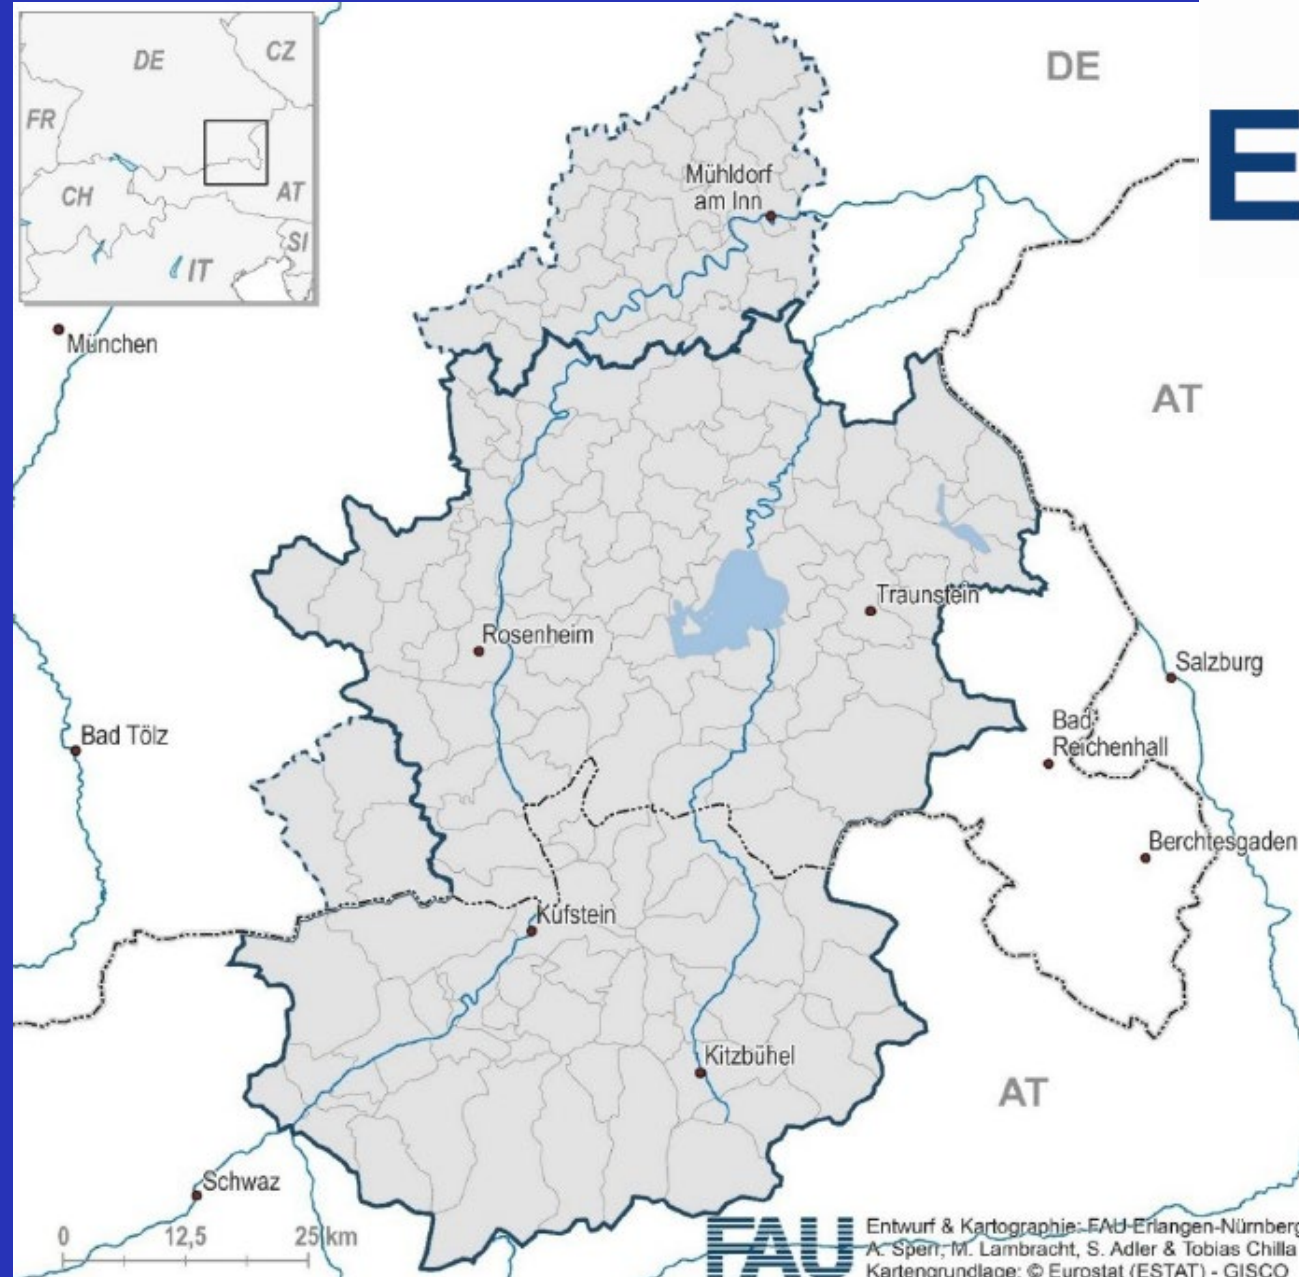 DE
CZ
FR
CH
AT
SI
IT
DE
E
Mühldorf
am Inn
München
AT
Traunstein
Rosenheim
Salzburg
Bad Tölz
Bad
Reichenhall
Berchtesgaden
Kufstein
Kitzbühel
AT
Schwaz
0 12,5 25 km
FAU
Entwurf & Kartographie: FAU Erlangen-Nürnberg
A. Sperr, M. Lambracht, S. Adler & Tobias Chilla
Kartengrundlage: © Eurostat (ESTAT) - GISCO